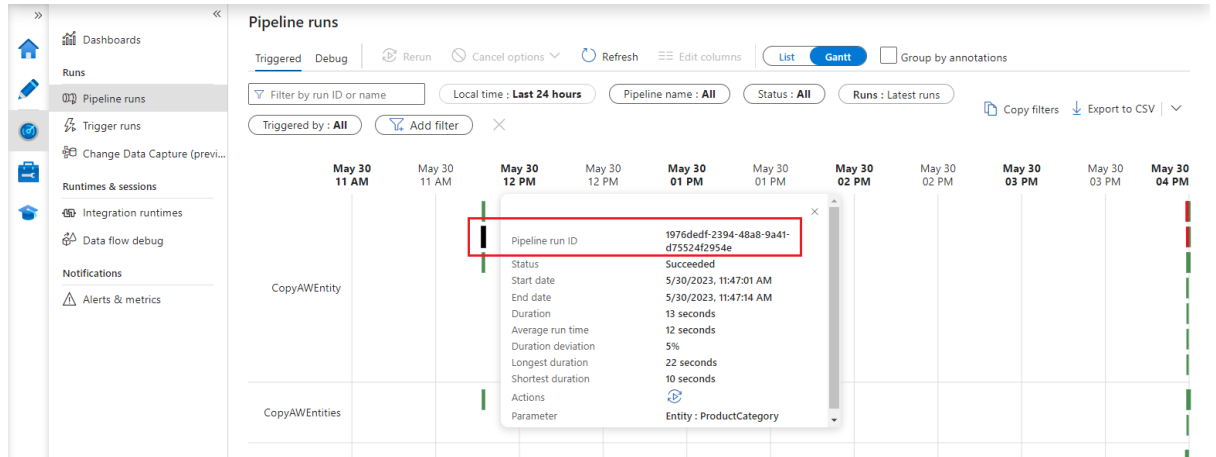 »
«
Dashboards
Runs
Pipeline runs
Trigger runs
Change Data Capture (previ...
Runtimes & sessions
Integration runtimes
Data flow debug
Notifications
Alerts & metrics
Pipeline runs
Triggered Debug Rerun Cancel options Refresh Edit columns List Gantt Group by annotations
Filter by run ID or name Local time : Last 24 hours Pipeline name : All Status : All Runs : Latest runs
Triggered by : All Add filter Copy filters Export to CSV
May 30 May 30 May 30 May 30 May 30 May 30 May 30 May 30 May 30 May 30 May 30
11 AM 11 AM 12 PM 12 PM 01 PM 01 PM 02 PM 02 PM 03 PM 03 PM 04 PM
CopyAWEntity
CopyAWEntities
Pipeline run ID 1976dedf-2394-48a8-9a41-
d75524f2954e
Status Succeeded
Start date 5/30/2023, 11:47:01 AM
End date 5/30/2023, 11:47:14 AM
Duration 13 seconds
Average run time 12 seconds
Duration deviation 5%
Longest duration 22 seconds
Shortest duration 10 seconds
Actions
Parameter Entity : ProductCategory